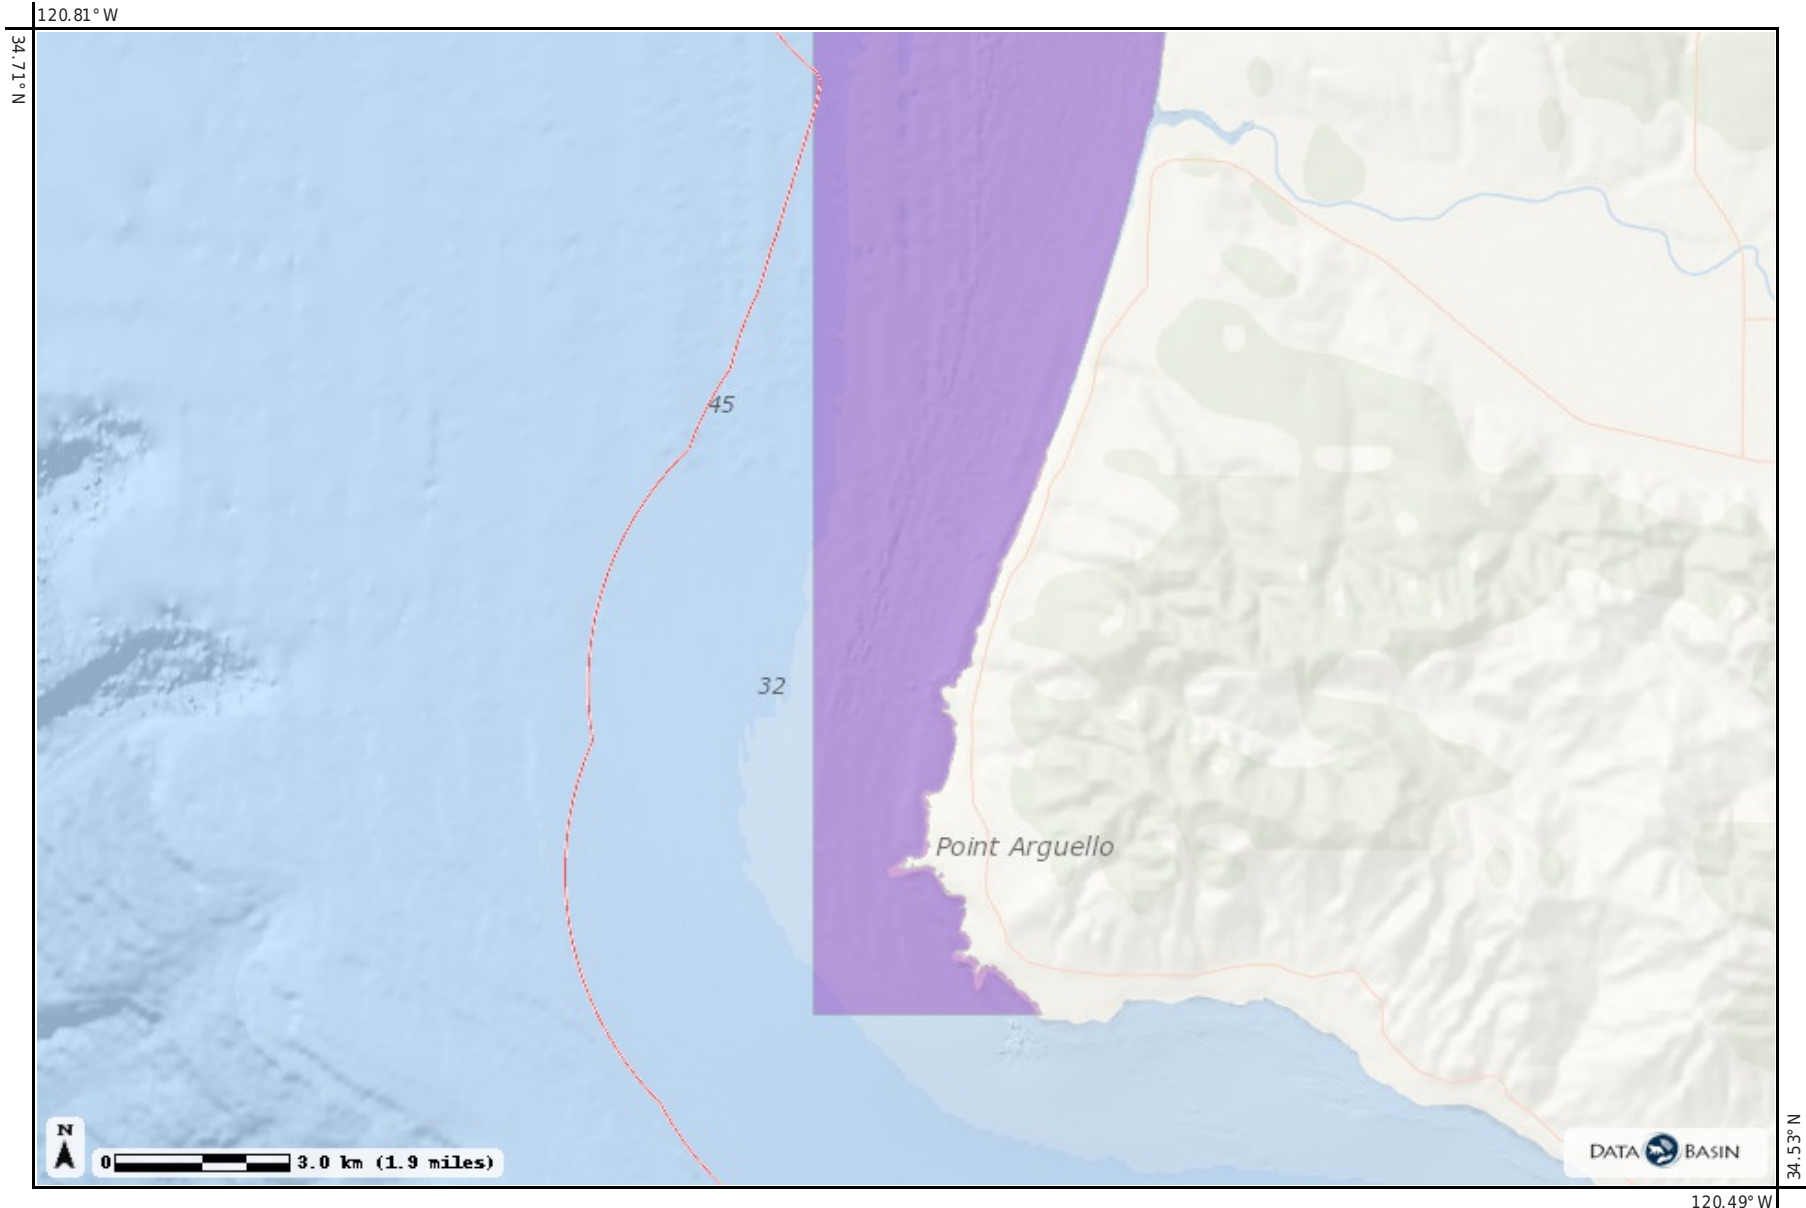 120.81° W
34.71° N
45
32
Point Arguello
N
0 3.0 km (1.9 miles)
DATA BASIN
34.53° N
120.49° W